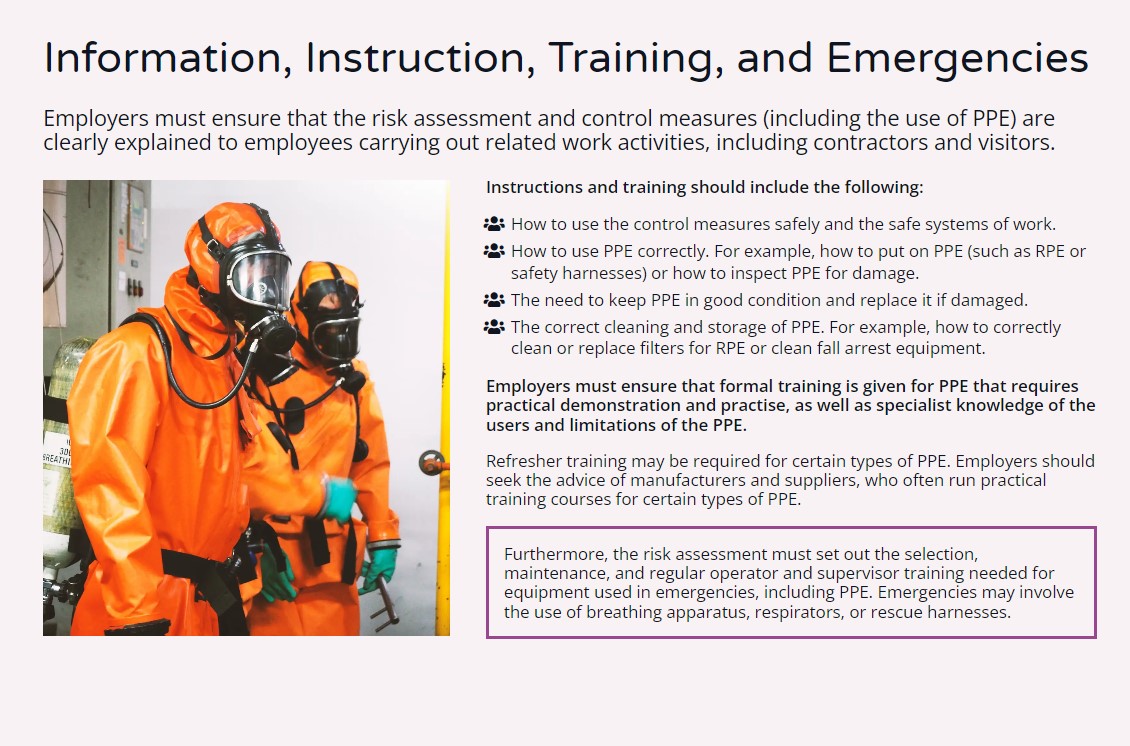 Information, Instruction, Training, and Emergencies
Employers must ensure that the risk assessment and control measures (including the use of PPE) are
clearly explained to employees carrying out related work activities, including contractors and visitors.
Instructions and training should include the following:
How to use the control measures safely and the safe systems of work.
How to use PPE correctly. For example, how to put on PPE (such as RPE or
safety harnesses) or how to inspect PPE for damage.
The need to keep PPE in good condition and replace it if damaged.
The correct cleaning and storage of PPE. For example, how to correctly
clean or replace filters for RPE or clean fall arrest equipment.
Employers must ensure that formal training is given for PPE that requires
practical demonstration and practise, as well as specialist knowledge of the
users and limitations of the PPE.
Refresher training may be required for certain types of PPE. Employers should
seek the advice of manufacturers and suppliers, who often run practical
training courses for certain types of PPE.
Furthermore, the risk assessment must set out the selection,
maintenance, and regular operator and supervisor training needed for
equipment used in emergencies, including PPE. Emergencies may involve
the use of breathing apparatus, respirators, or rescue harnesses.